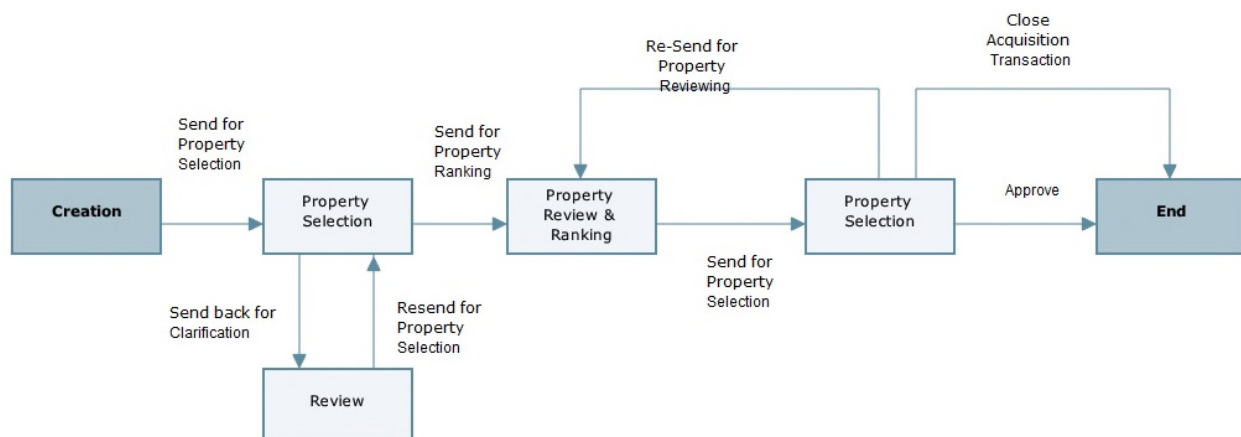 Close
Acquisition
Transaction
Re-Send for
Property
Reviewing
Send for
Property
Selection
Send for
Property
Ranking
Creation
Property
Selection
Property
Review &
Ranking
Property
Selection
Approve
End
Send back for
Clarification
Resend for
Property
Selection
Send for
Property
Selection
Review